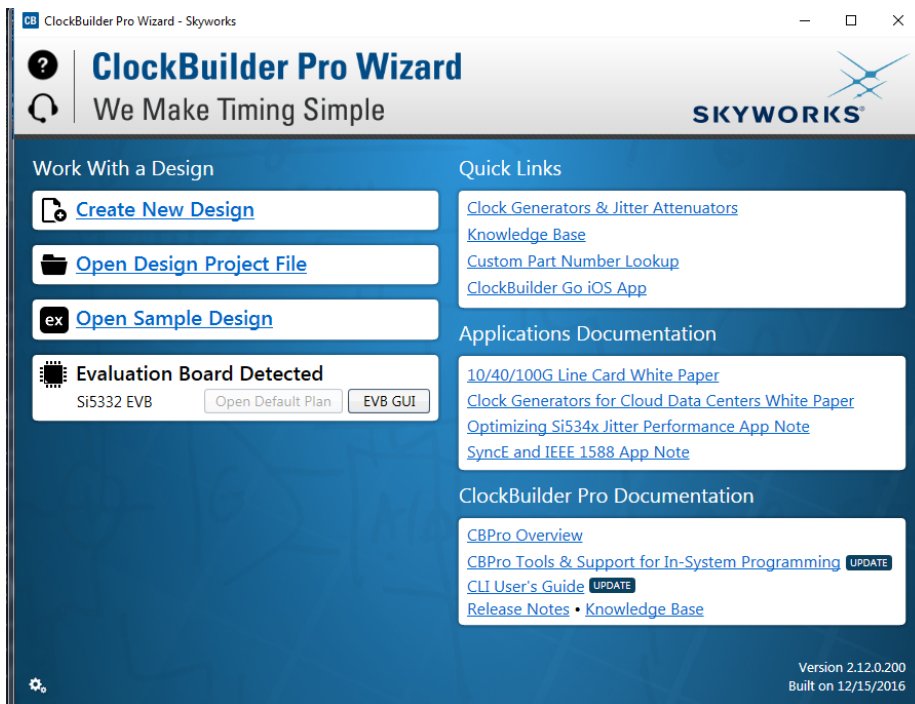 CB ClockBuilder Pro Wizard - Skyworks
? ClockBuilder Pro Wizard
We Make Timing Simple
SKYWORKS®
Work With a Design
Create New Design
Open Design Project File
ex Open Sample Design
Evaluation Board Detected
Si5332 EVB Open Default Plan EVB GUI
Quick Links
Clock Generators & Jitter Attenuators
Knowledge Base
Custom Part Number Lookup
ClockBuilder Go iOS App
Applications Documentation
10/40/100G Line Card White Paper
Clock Generators for Cloud Data Centers White Paper
Optimizing Si534x Jitter Performance App Note
SyncE and IEEE 1588 App Note
ClockBuilder Pro Documentation
CBPro Overview
CBPro Tools & Support for In-System Programming UPDATE
CLI User's Guide UPDATE
Release Notes • Knowledge Base
Version 2.12.0.200
Built on 12/15/2016